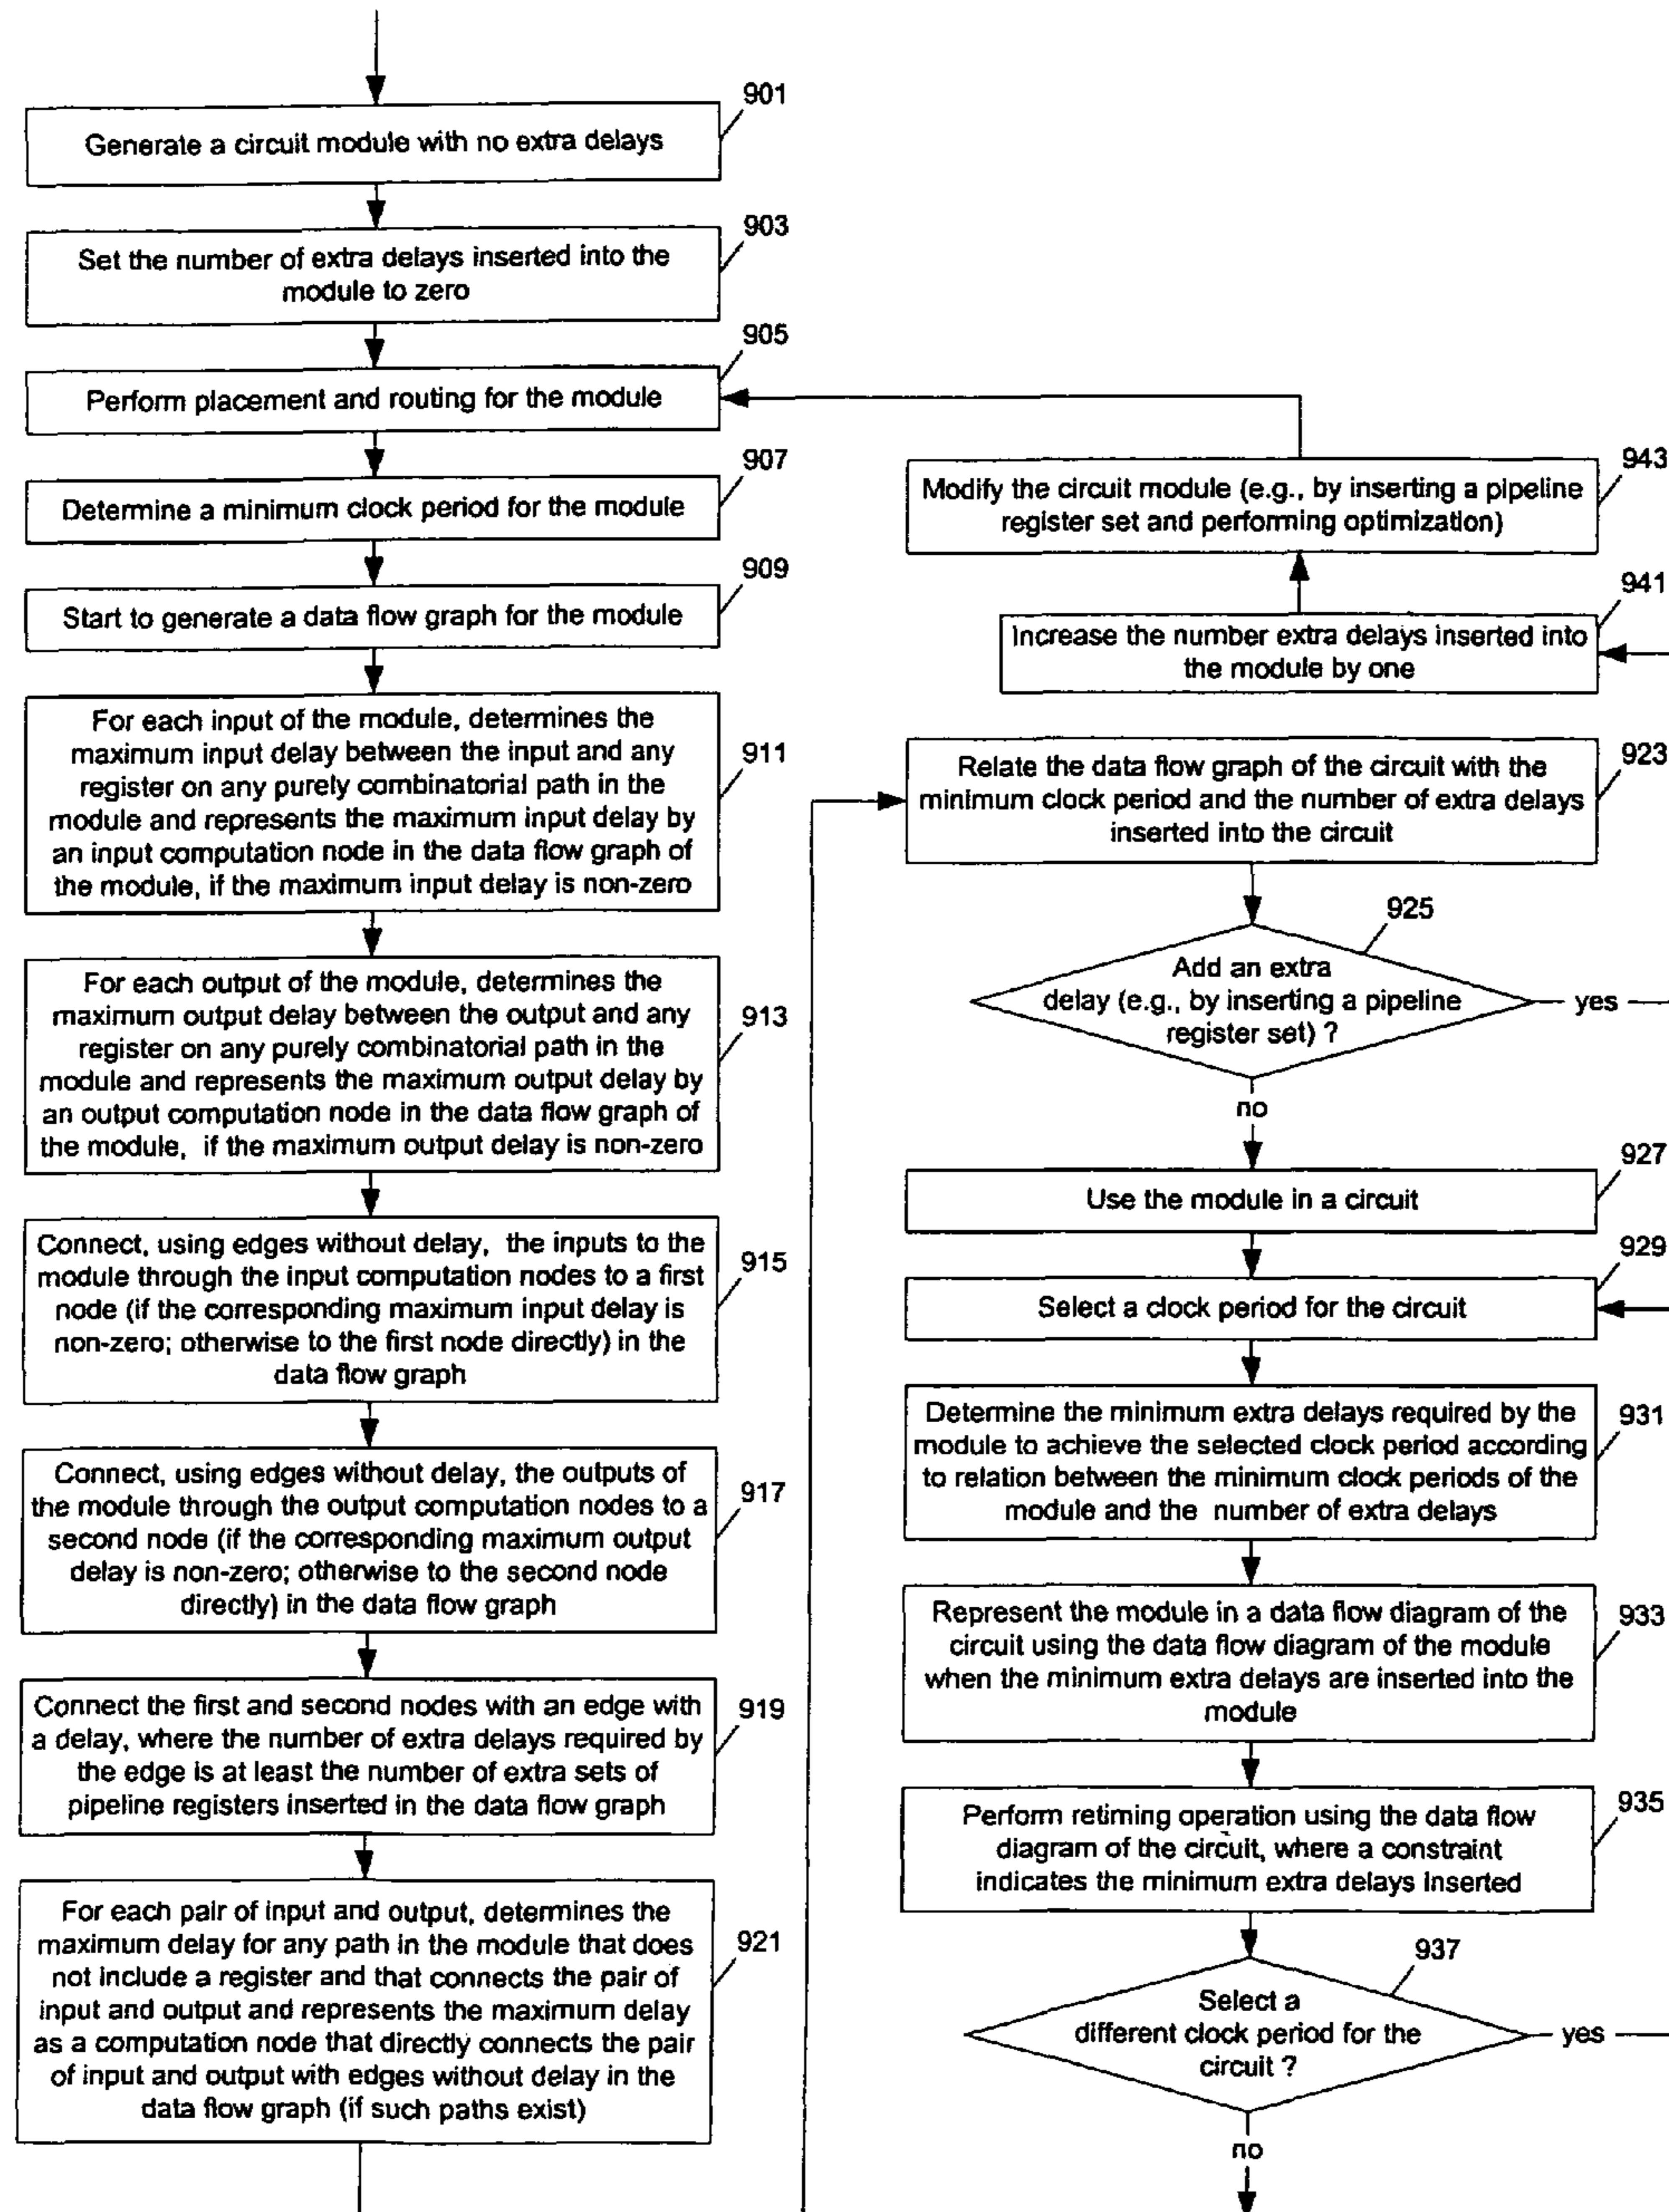 901
Generate a circuit module with no extra delays
903
Set the number of extra delays inserted into the
module to zero
905
Perform placement and routing for the module
907
Determine a minimum clock period for the module
909
Start to generate a data flow graph for the module
911
For each input of the module, determines the
maximum input delay between the input and any
register on any purely combinatorial path in the
module and represents the maximum input delay by
an input computation node in the data flow graph of
the module, if the maximum input delay is non-zero
913
For each output of the module, determines the
maximum output delay between the output and any
register on any purely combinatorial path in the
module and represents the maximum output delay by
an output computation node in the data flow graph of
the module, if the maximum output delay is non-zero
915
Connect, using edges without delay, the inputs to the
module through the input computation nodes to a first
node (if the corresponding maximum input delay is
non-zero; otherwise to the first node directly) in the
data flow graph
917
Connect, using edges without delay, the outputs of
the module through the output computation nodes to a
second node (if the corresponding maximum output
delay is non-zero; otherwise to the second node
directly) in the data flow graph
919
Connect the first and second nodes with an edge with
a delay, where the number of extra delays required by
the edge is at least the number of extra sets of
pipeline registers inserted in the data flow graph
921
For each pair of input and output, determines the
maximum delay for any path in the module that does
not include a register and that connects the pair of
input and output and represents the maximum delay
as a computation node that directly connects the pair
of input and output with edges without delay in the
data flow graph (if such paths exist)
943
Modify the circuit module (e.g., by inserting a pipeline
register set and performing optimization)
941
Increase the number extra delays inserted into
the module by one
923
Relate the data flow graph of the circuit with the
minimum clock period and the number of extra delays
inserted into the circuit
925
Add an extra
delay (e.g., by inserting a pipeline
register set) ?
yes
no
927
Use the module in a circuit
929
Select a clock period for the circuit
931
Determine the minimum extra delays required by the
module to achieve the selected clock period according
to relation between the minimum clock periods of the
module and the number of extra delays
933
Represent the module in a data flow diagram of the
circuit using the data flow diagram of the module
when the minimum extra delays are inserted into the
module
935
Perform retiming operation using the data flow
diagram of the circuit, where a constraint
indicates the minimum extra delays inserted
937
Select a
different clock period for the
circuit ?
yes
no